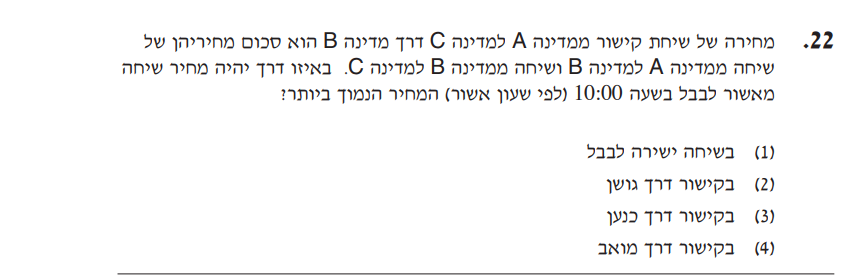 22. מחירה של שיחת קישור ממדינה A למדינה C דרך מדינה B הוא סכום מחיריהן של
שיחה ממדינה A למדינה B ושיחה ממדינה B למדינה C. באיזו דרך יהיה מחיר שיחה
מאשור לבבל בשעה 10:00 (לפי שעון אשור) המחיר הנמוך ביותר?
(1) בשיחה ישירה לבבל
(2) בקישור דרך גושן
(3) בקישור דרך כנען
(4) בקישור דרך מואב